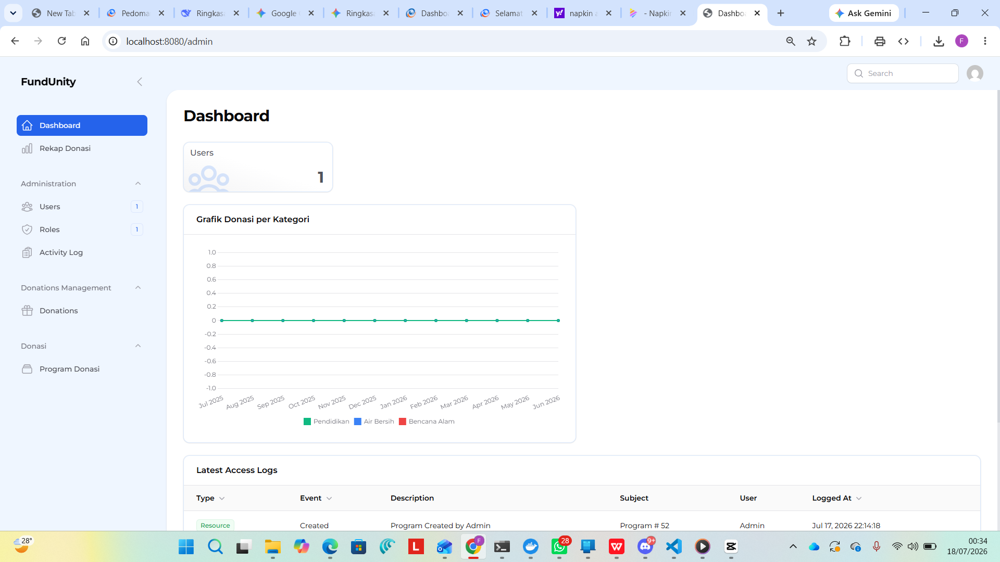 New Tab
Pedoma
Ringkasa
Google
Ringkasa
Dashbo
Selamat
napkin a
- Napkin
Dashbo
Ask Gemini
localhost:8080/admin
F
FundUnity
Search
Dashboard
Rekap Donasi
Administration
Users 1
Roles 1
Activity Log
Donations Management
Donations
Donasi
Program Donasi
Dashboard
Users
1
Grafik Donasi per Kategori
1.0
0.8
0.6
0.4
0.2
0
-0.2
-0.4
-0.6
-0.8
-1.0
Jul 2025 Aug 2025 Sep 2025 Oct 2025 Nov 2025 Dec 2025 Jan 2026 Feb 2026 Mar 2026 Apr 2026 May 2026 Jun 2026
Pendidikan Air Bersih Bencana Alam
Latest Access Logs
Type Event Description Subject User Logged At
Resource Created Program Created by Admin Program # 52 Admin Jul 17, 2026 22:14:18
28°
L
F
28
9+
00:34
18/07/2026